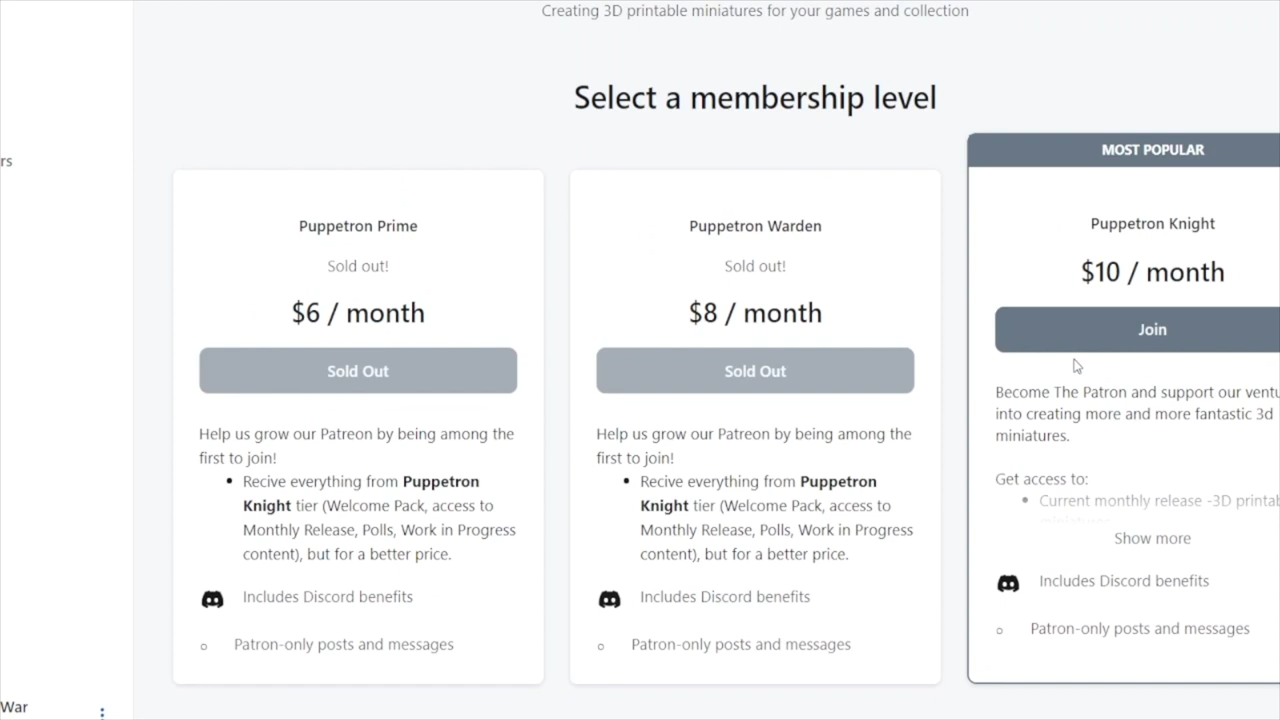 Creating 3D printable miniatures for your games and collection
Select a membership level
rs
Puppetron Prime
Sold out!
$6 / month
Sold Out
Help us grow our Patreon by being among the
first to join!
Recive everything from Puppetron
Knight tier (Welcome Pack, access to
Monthly Release, Polls, Work in Progress
content), but for a better price.
Includes Discord benefits
Patron-only posts and messages
Puppetron Warden
Sold out!
$8 / month
Sold Out
Help us grow our Patreon by being among the
first to join!
Recive everything from Puppetron
Knight tier (Welcome Pack, access to
Monthly Release, Polls, Work in Progress
content), but for a better price.
Includes Discord benefits
Patron-only posts and messages
MOST POPULAR
Puppetron Knight
$10 / month
Join
Become The Patron and support our ventu
into creating more and more fantastic 3d
miniatures.
Get access to:
Current monthly release -3D printab
Show more
Includes Discord benefits
Patron-only posts and messages
War